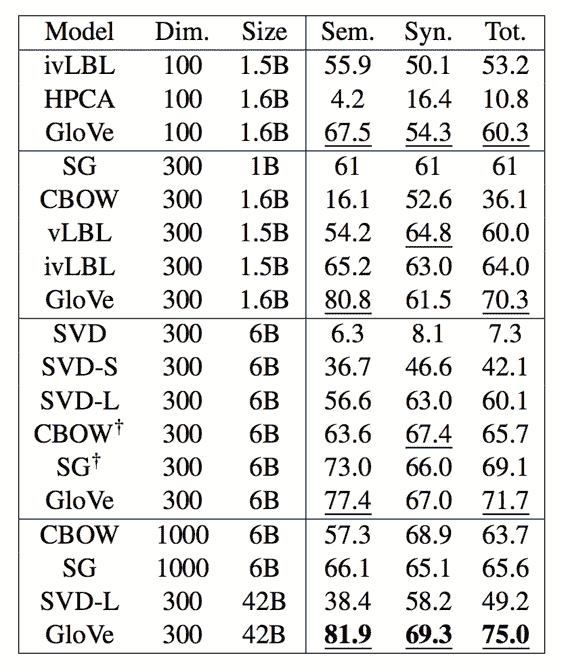 Model Dim. Size Sem. Syn. Tot.
ivLBL 100 1.5B 55.9 50.1 53.2
HPCA 100 1.6B 4.2 16.4 10.8
GloVe 100 1.6B 67.5 54.3 60.3
SG 300 1B 61 61 61
CBOW 300 1.6B 16.1 52.6 36.1
vLBL 300 1.5B 54.2 64.8 60.0
ivLBL 300 1.5B 65.2 63.0 64.0
GloVe 300 1.6B 80.8 61.5 70.3
SVD 300 6B 6.3 8.1 7.3
SVD-S 300 6B 36.7 46.6 42.1
SVD-L 300 6B 56.6 63.0 60.1
CBOW† 300 6B 63.6 67.4 65.7
SG† 300 6B 73.0 66.0 69.1
GloVe 300 6B 77.4 67.0 71.7
CBOW 1000 6B 57.3 68.9 63.7
SG 1000 6B 66.1 65.1 65.6
SVD-L 300 42B 38.4 58.2 49.2
GloVe 300 42B 81.9 69.3 75.0